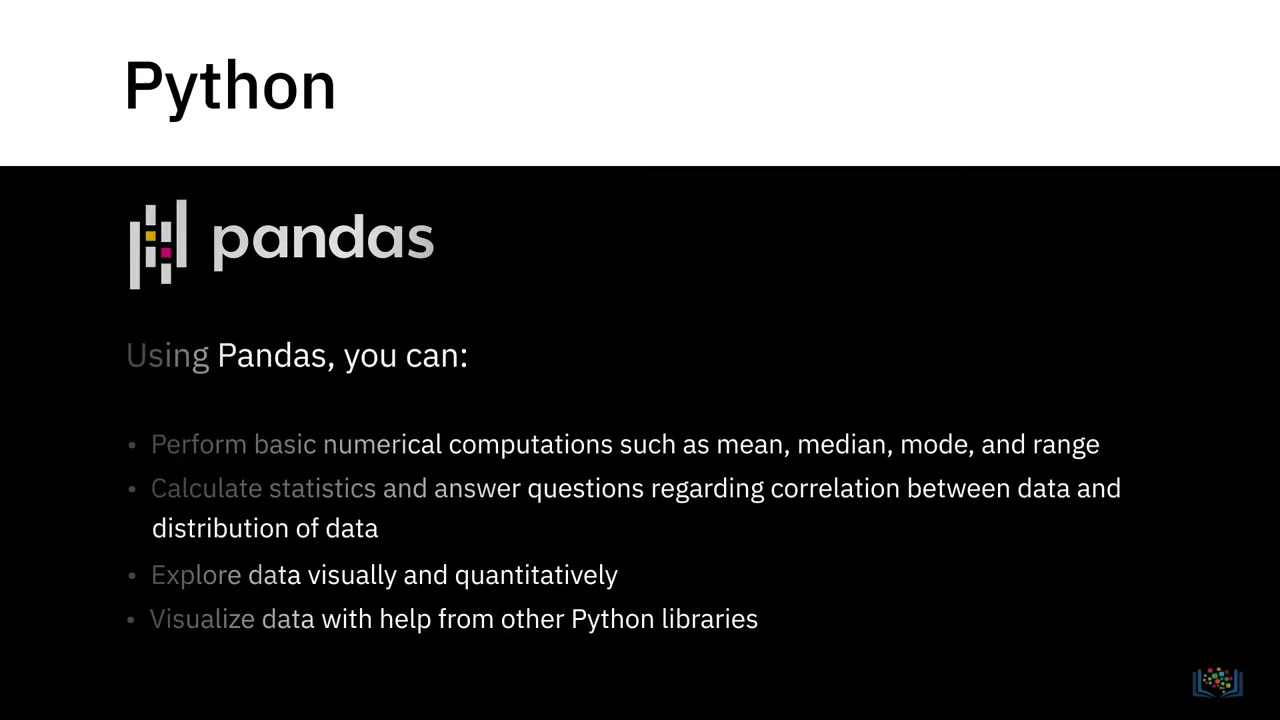 Python
pandas
Using Pandas, you can:
• Perform basic numerical computations such as mean, median, mode, and range
• Calculate statistics and answer questions regarding correlation between data and
distribution of data
• Explore data visually and quantitatively
• Visualize data with help from other Python libraries